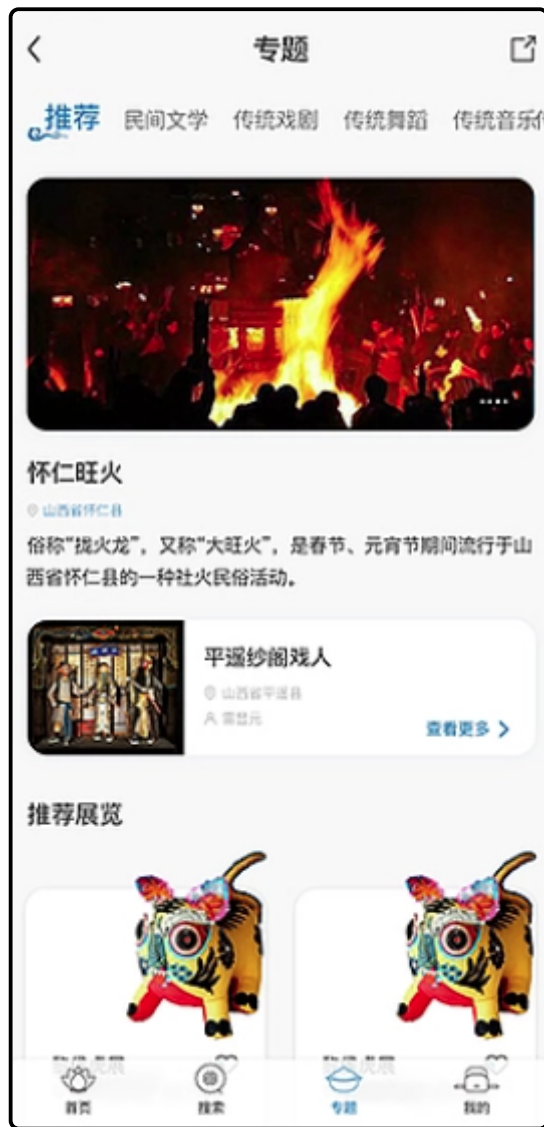 专题
推荐 民间文学 传统戏剧 传统舞蹈 传统音乐
怀仁旺火
山西省怀仁县
俗称“拢火龙”，又称“大旺火”，是春节、元宵节期间流行于山
西省怀仁县的一种社火民俗活动。
平遥纱阁戏人
山西省平遥县
查看更多
推荐展览
首页 搜索 专题 我的